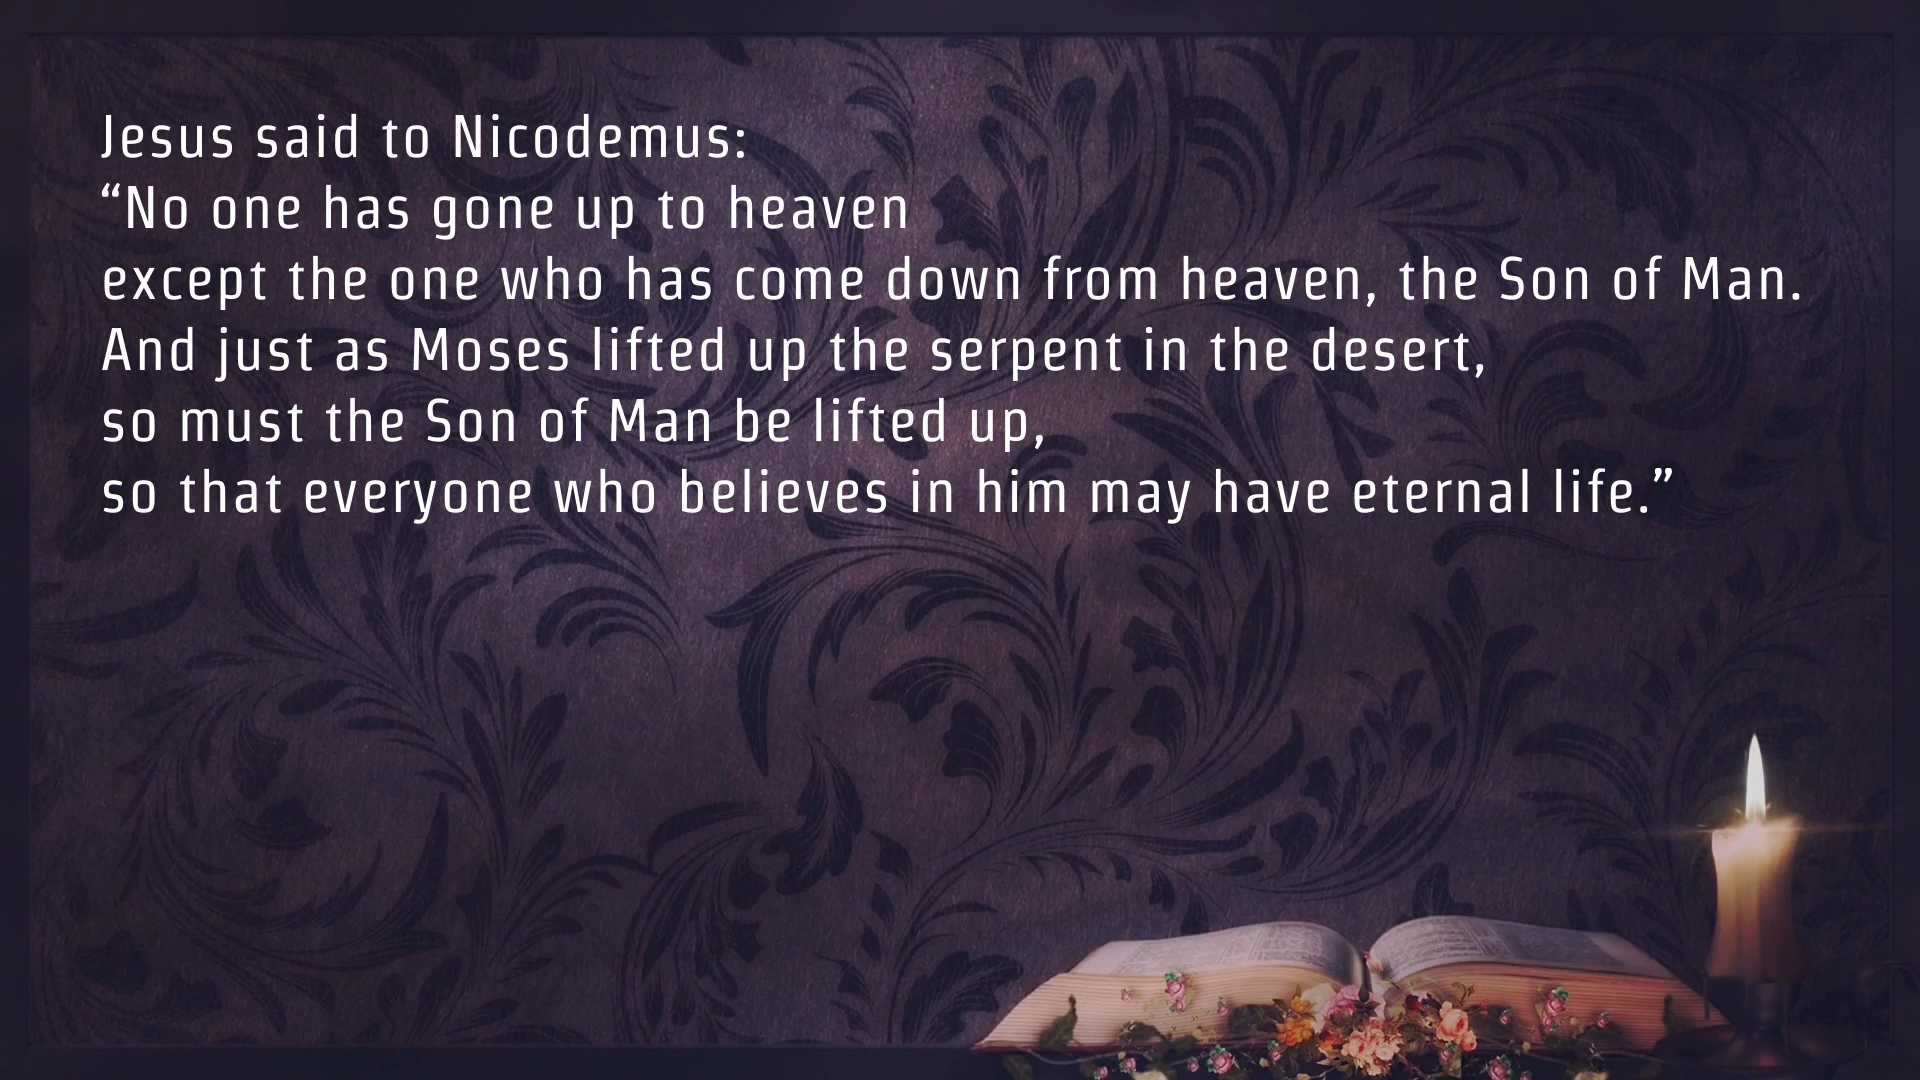 Jesus said to Nicodemus:
“No one has gone up to heaven
except the one who has come down from heaven, the Son of Man.
And just as Moses lifted up the serpent in the desert,
so must the Son of Man be lifted up,
so that everyone who believes in him may have eternal life.”